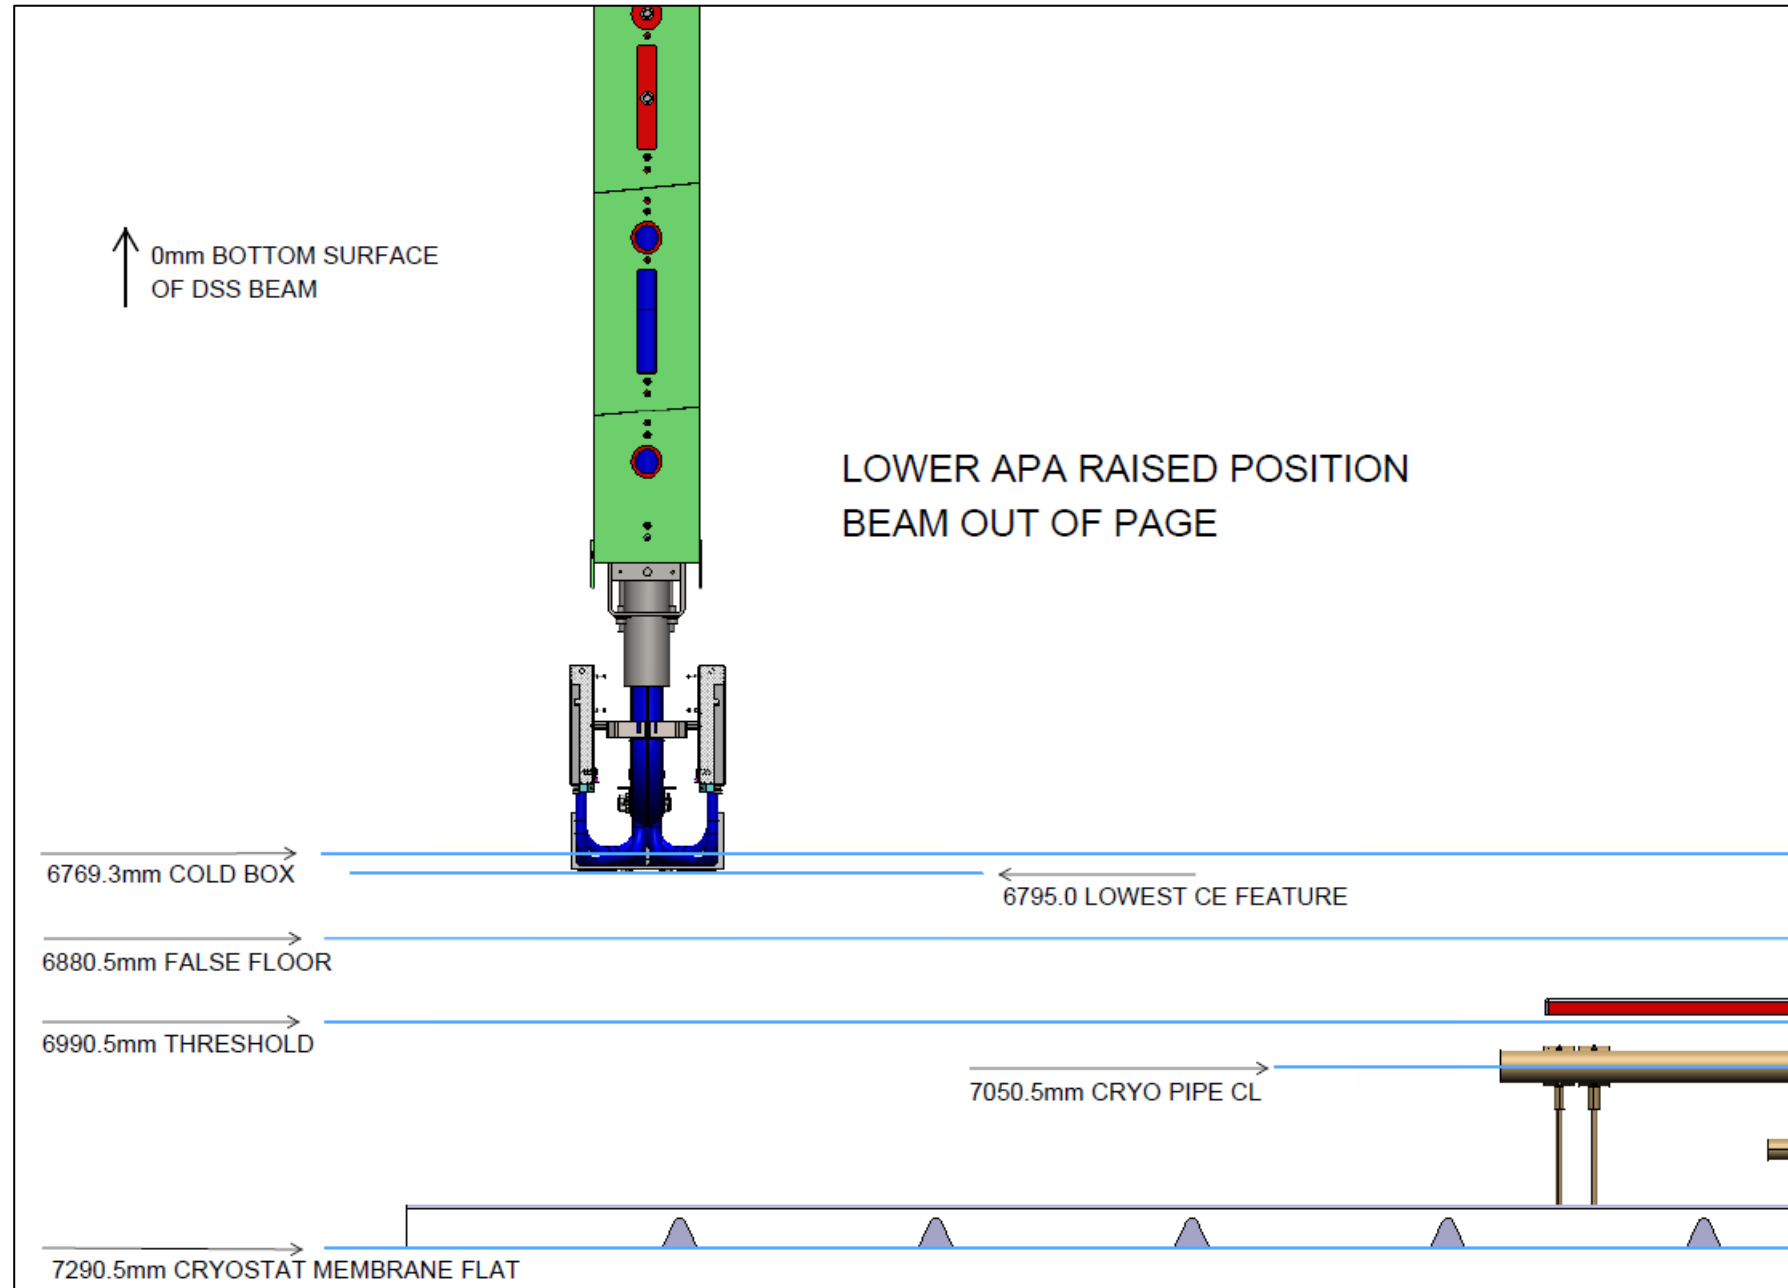 0mm BOTTOM SURFACE
OF DSS BEAM
LOWER APA RAISED POSITION
BEAM OUT OF PAGE
6769.3mm COLD BOX
6795.0 LOWEST CE FEATURE
6880.5mm FALSE FLOOR
6990.5mm THRESHOLD
7050.5mm CRYO PIPE CL
7290.5mm CRYOSTAT MEMBRANE FLAT